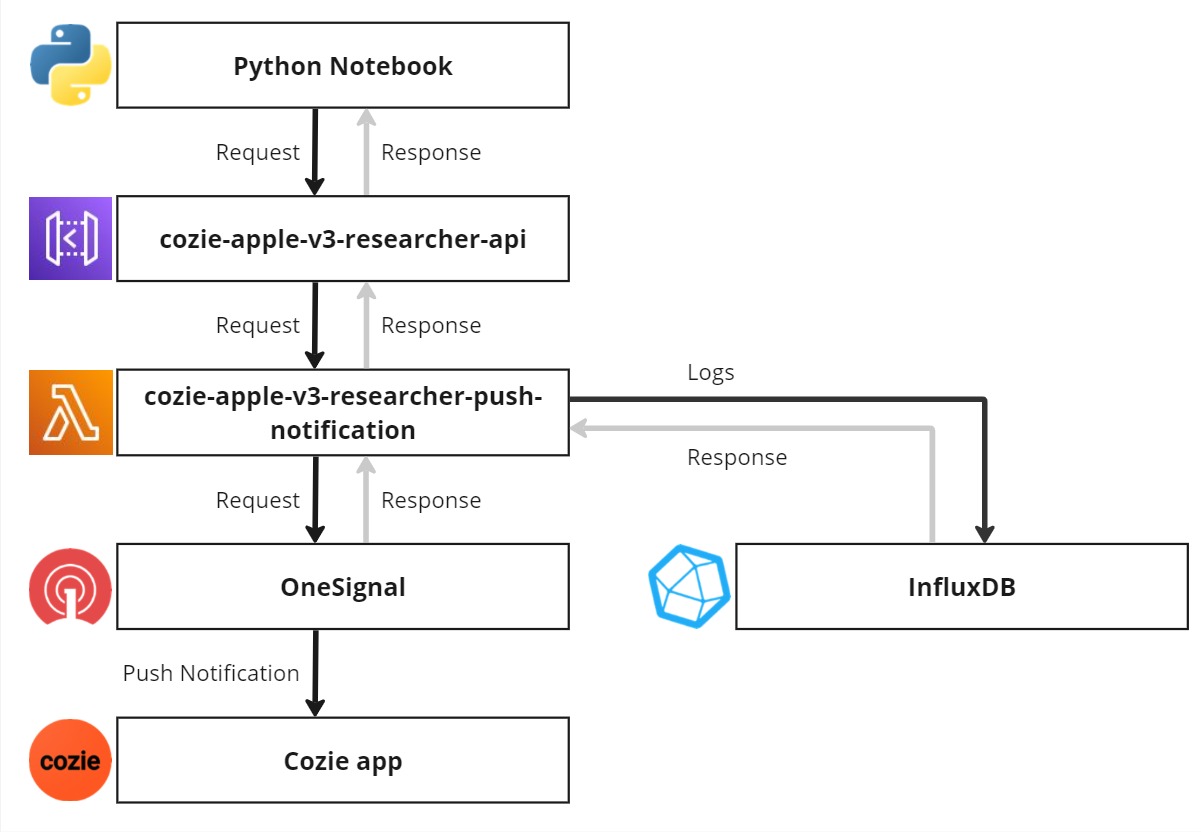 Python Notebook
Request
Response
cozie-apple-v3-researcher-api
Request
Response
cozie-apple-v3-researcher-push-
notification
Logs
Response
Request
Response
OneSignal
InfluxDB
Push Notification
cozie
Cozie app